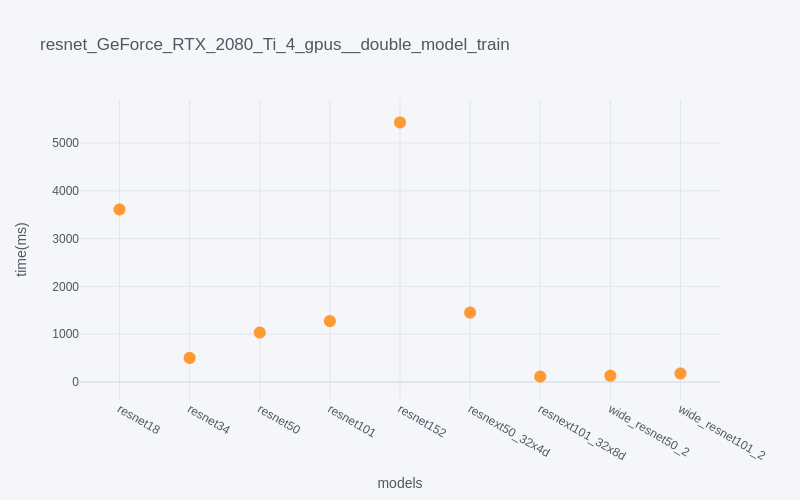 resnet_GeForce_RTX_2080_Ti_4_gpus__double_model_train
time(ms)
5000
4000
3000
2000
1000
0
resnet18
resnet34
resnet50
resnet101
resnet152
resnext50_32x4d
resnext101_32x8d
wide_resnet50_2
wide_resnet101_2
models